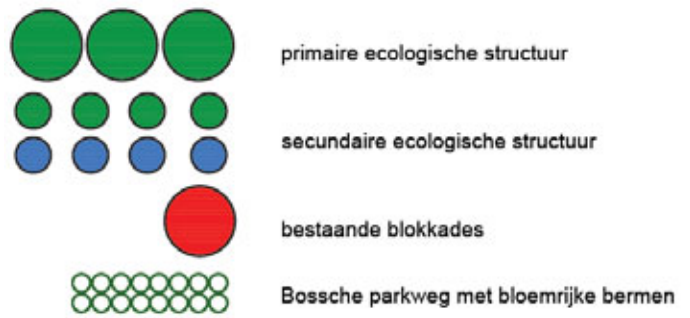 primaire ecologische structuur
secundaire ecologische structuur
bestaande blokkades
Bossche parkweg met bloemrijke bermen